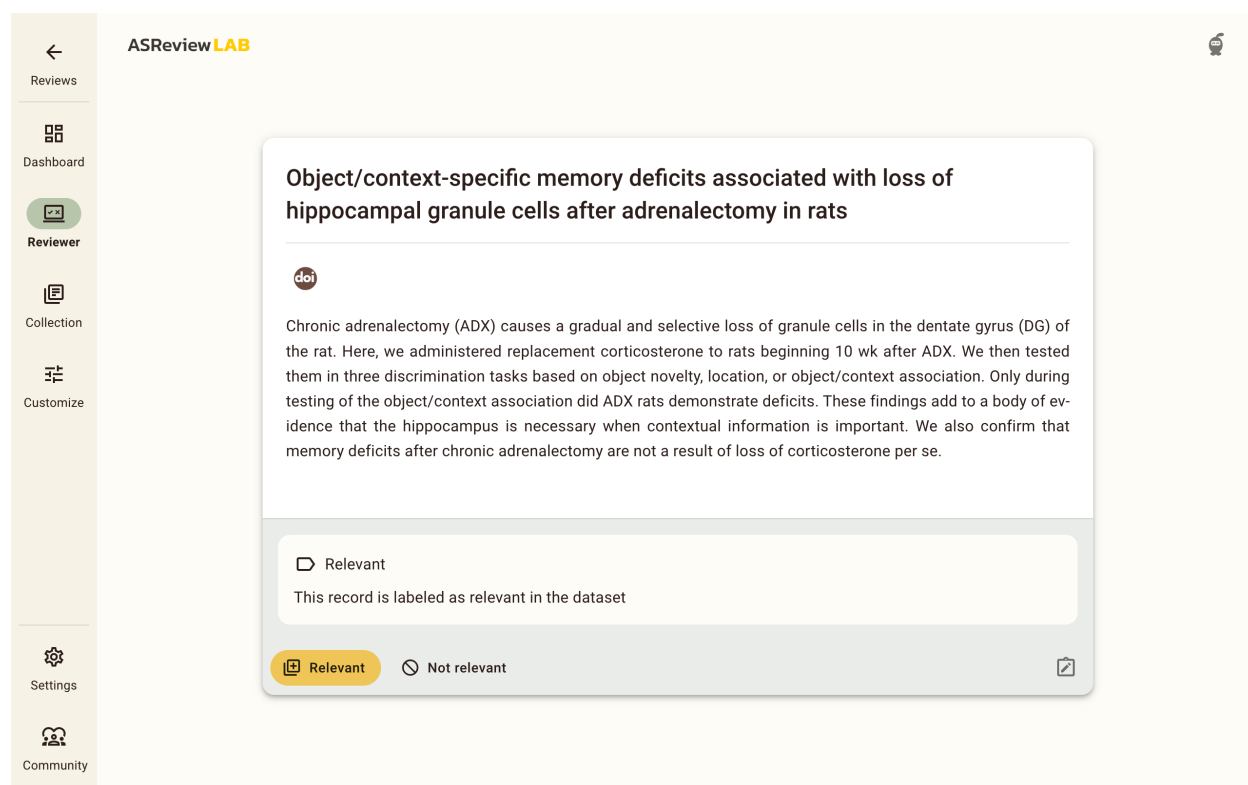 Reviews
Dashboard
Reviewer
Collection
Customize
Settings
Community
ASReview LAB
Object/context-specific memory deficits associated with loss of
hippocampal granule cells after adrenalectomy in rats
doi
Chronic adrenalectomy (ADX) causes a gradual and selective loss of granule cells in the dentate gyrus (DG) of
the rat. Here, we administered replacement corticosterone to rats beginning 10 wk after ADX. We then tested
them in three discrimination tasks based on object novelty, location, or object/context association. Only during
testing of the object/context association did ADX rats demonstrate deficits. These findings add to a body of ev-
idence that the hippocampus is necessary when contextual information is important. We also confirm that
memory deficits after chronic adrenalectomy are not a result of loss of corticosterone per se.
Relevant
This record is labeled as relevant in the dataset
Relevant
Not relevant